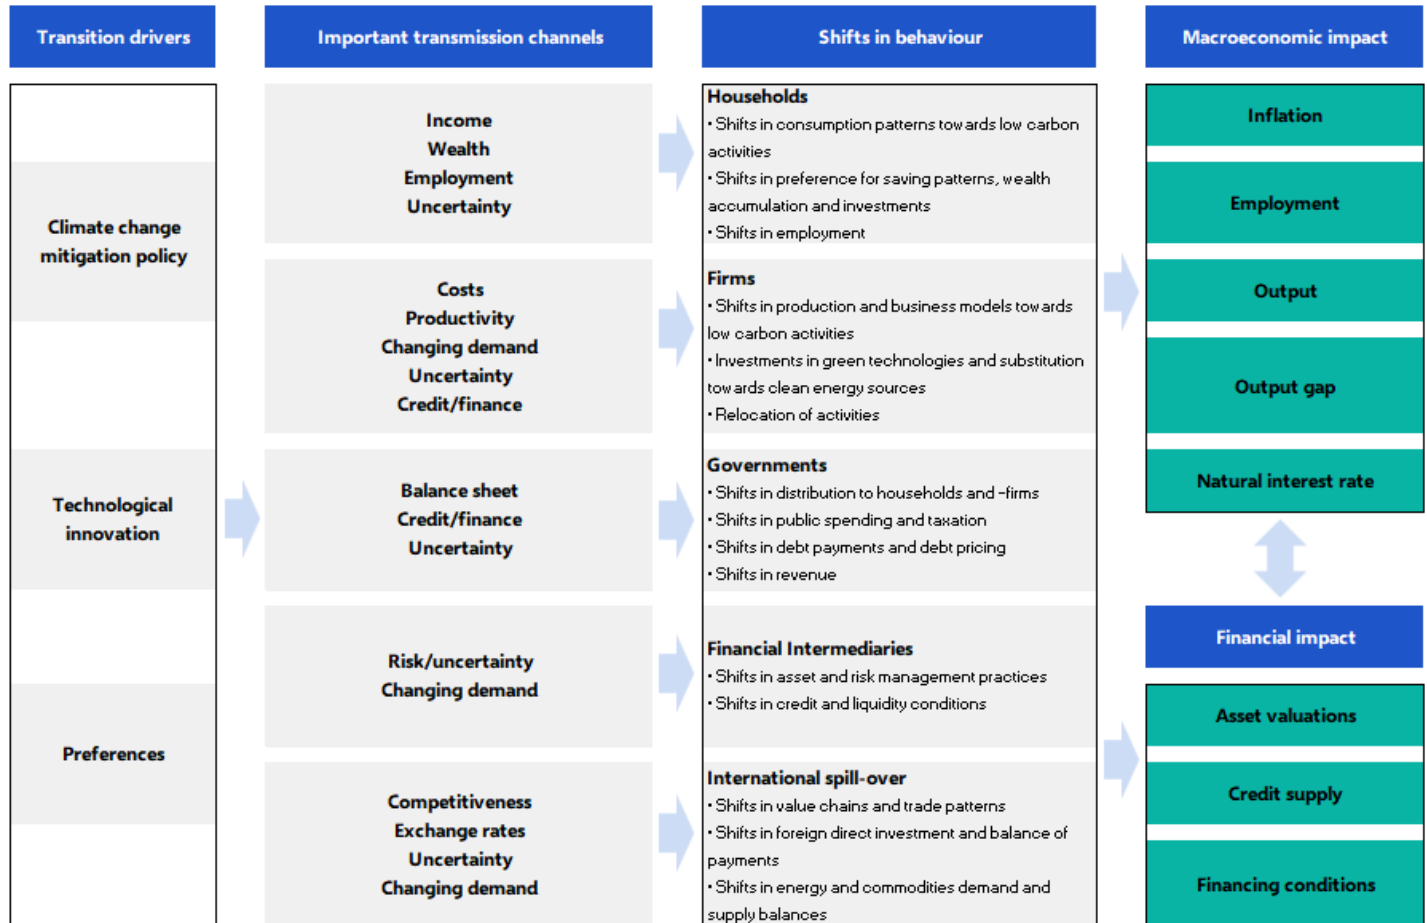 Transition drivers
Important transmission channels
Shifts in behaviour
Macroeconomic impact
Climate change
mitigation policy
Technological
innovation
Preferences
Income
Wealth
Employment
Uncertainty
Costs
Productivity
Changing demand
Uncertainty
Credit/finance
Balance sheet
Credit/finance
Uncertainty
Risk/uncertainty
Changing demand
Competitiveness
Exchange rates
Uncertainty
Changing demand
Households
• Shifts in consumption patterns towards low carbon
activities
• Shifts in preference for saving patterns, wealth
accumulation and investments
• Shifts in employment
Firms
• Shifts in production and business models towards
low carbon activities
• Investments in green technologies and substitution
towards clean energy sources
• Relocation of activities
Governments
• Shifts in distribution to households and –firms
• Shifts in public spending and taxation
• Shifts in debt payments and debt pricing
• Shifts in revenue
Financial Intermediaries
• Shifts in asset and risk management practices
• Shifts in credit and liquidity conditions
International spill-over
• Shifts in value chains and trade patterns
• Shifts in foreign direct investment and balance of
payments
• Shifts in energy and commodities demand and
supply balances
Inflation
Employment
Output
Output gap
Natural interest rate
Financial impact
Asset valuations
Credit supply
Financing conditions